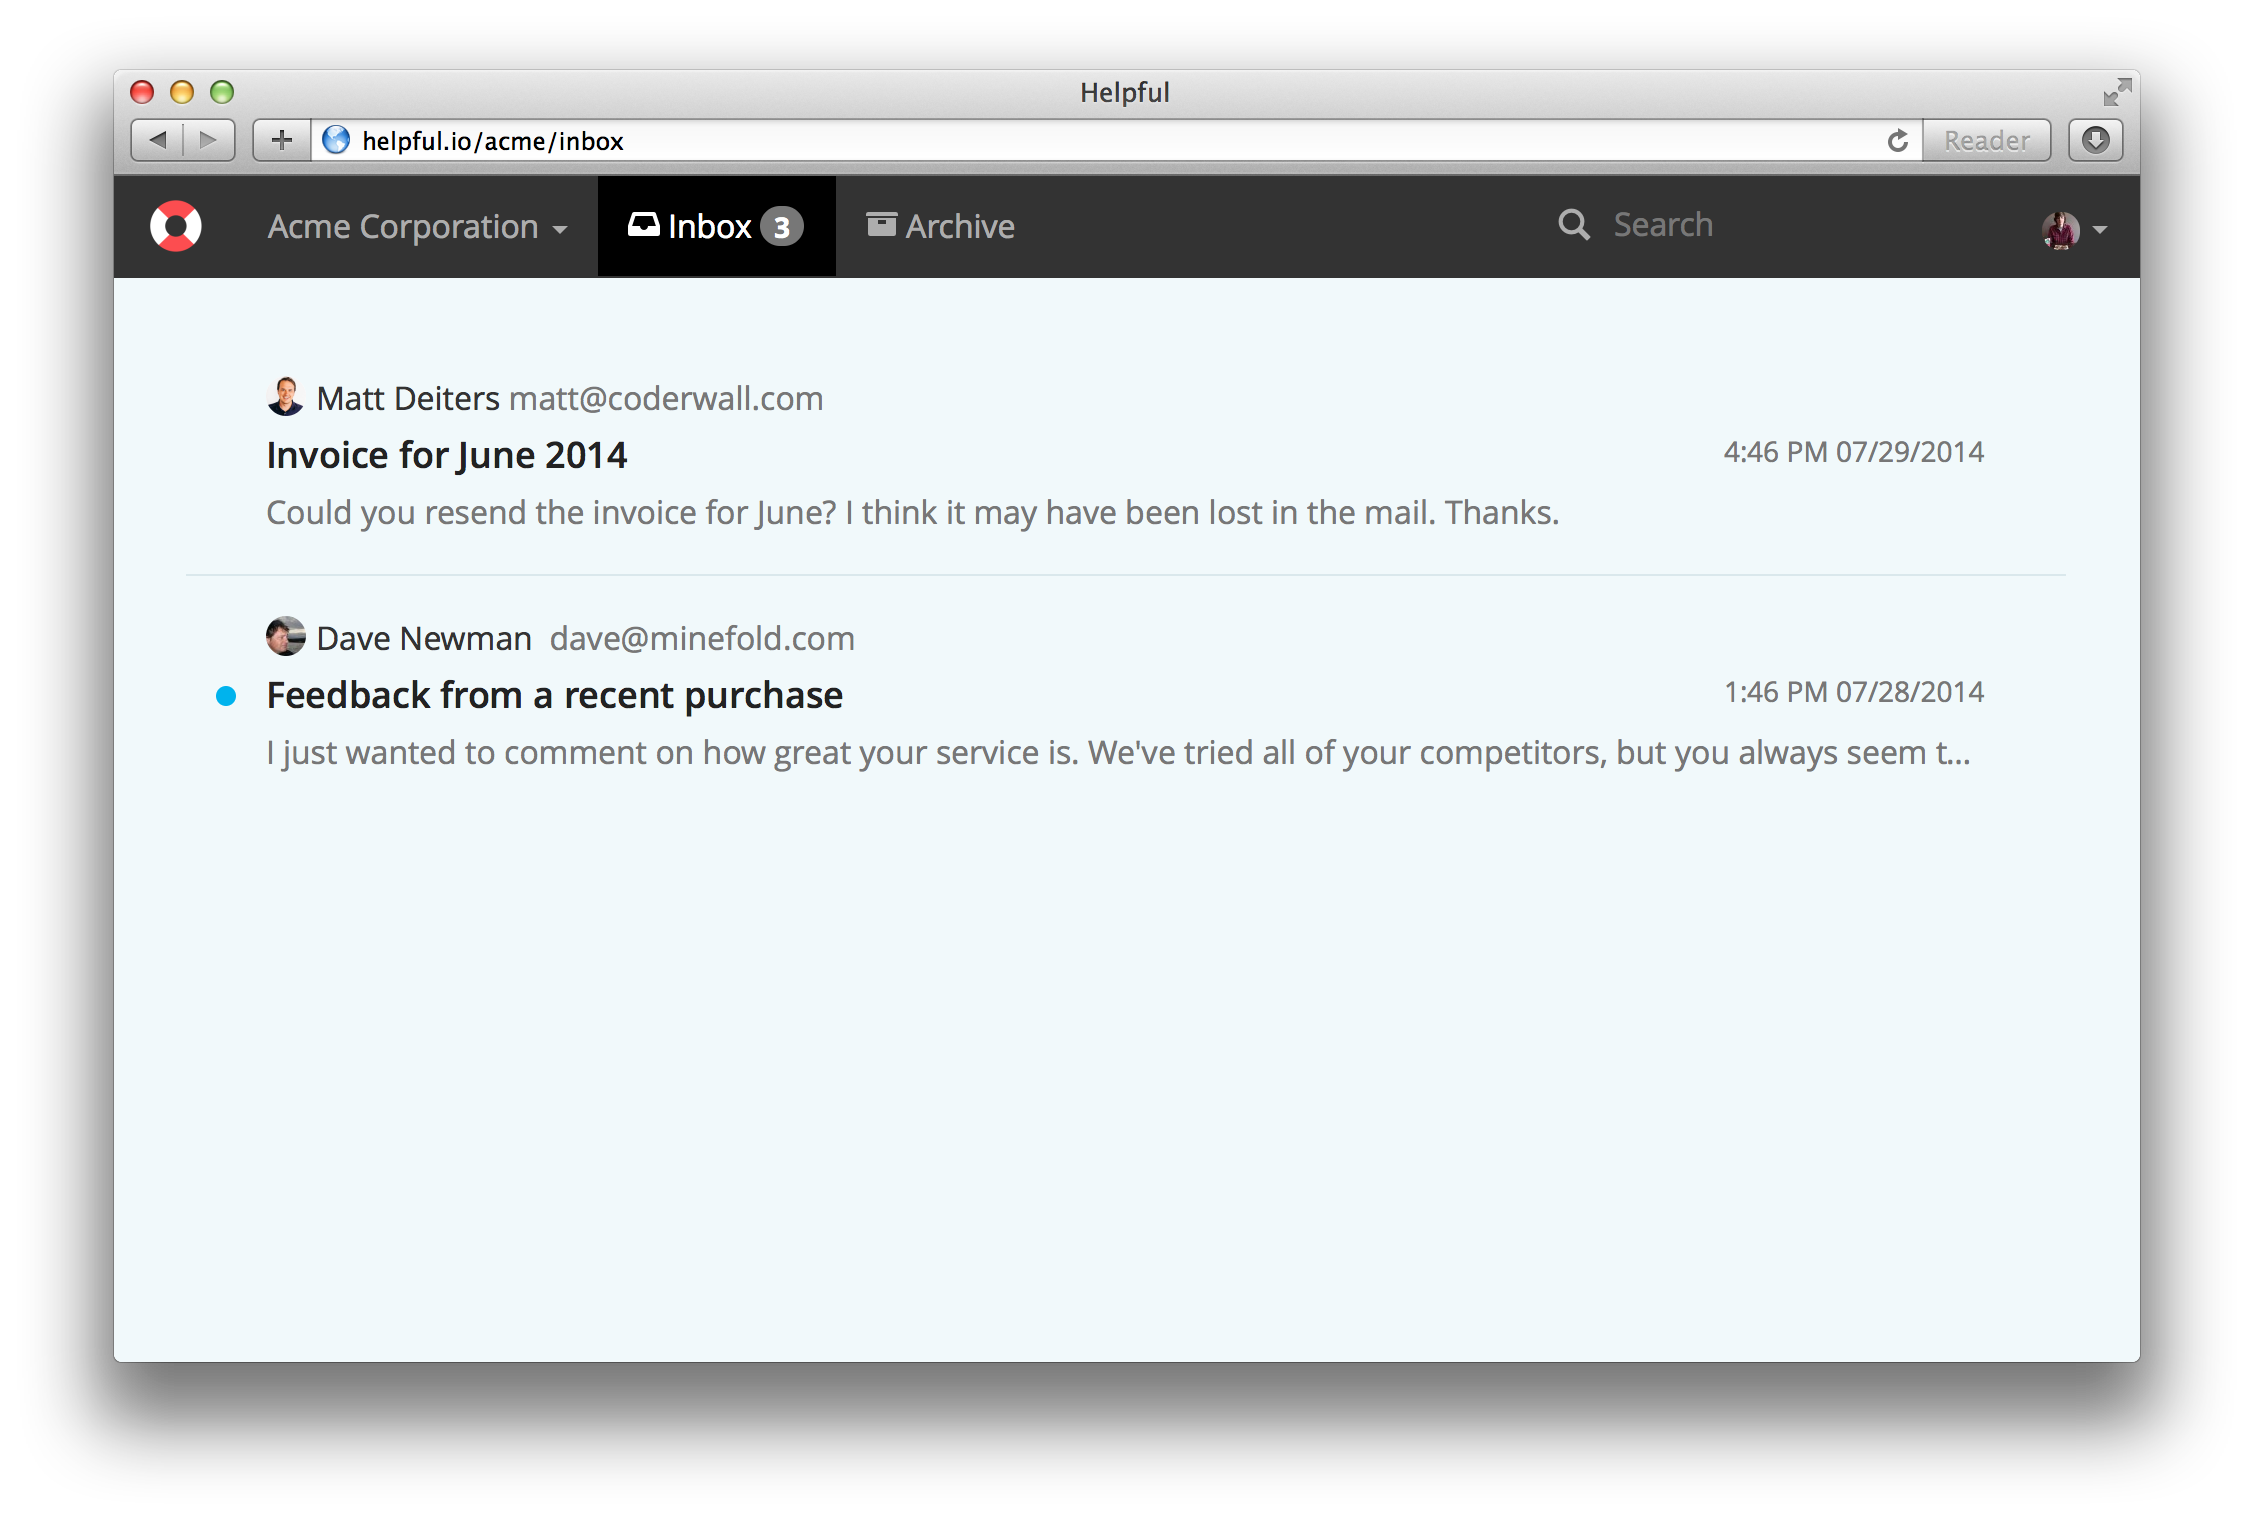 Helpful
helpful.io/acme/inbox
Reader
Acme Corporation
Inbox 3
Archive
Search
Matt Deiters matt@coderwall.com
Invoice for June 2014
4:46 PM 07/29/2014
Could you resend the invoice for June? I think it may have been lost in the mail. Thanks.
Dave Newman dave@minefold.com
Feedback from a recent purchase
1:46 PM 07/28/2014
I just wanted to comment on how great your service is. We've tried all of your competitors, but you always seem t...